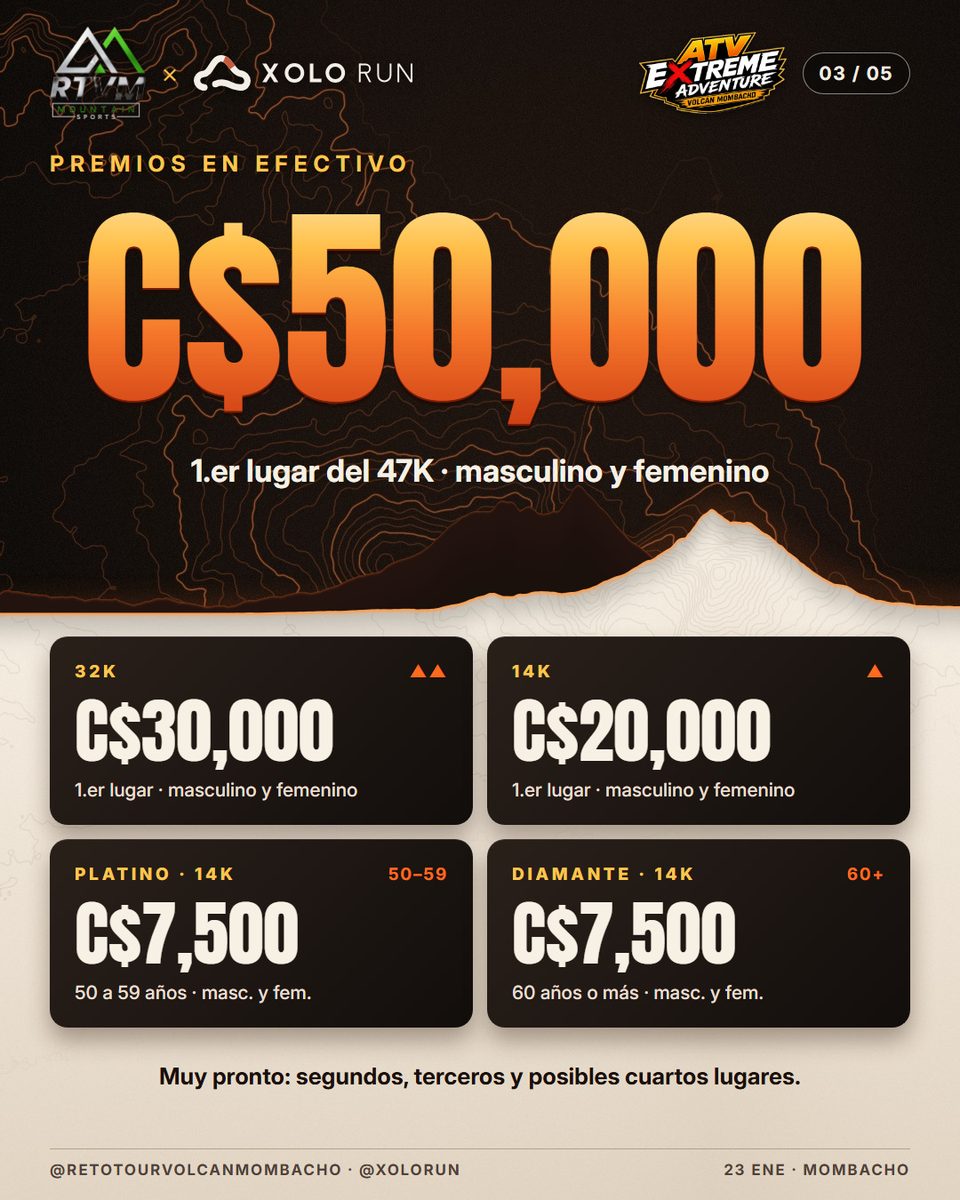 RTVM
MOUNTAIN
SPORTS
×
XOLO RUN
ATV
EXTREME
ADVENTURE
VOLCAN MOMBACHO
03 / 05
PREMIOS EN EFECTIVO
C$50,000
1.er lugar del 47K · masculino y femenino
32K
C$30,000
1.er lugar · masculino y femenino
14K
C$20,000
1.er lugar · masculino y femenino
PLATINO · 14K 50–59
C$7,500
50 a 59 años · masc. y fem.
DIAMANTE · 14K 60+
C$7,500
60 años o más · masc. y fem.
Muy pronto: segundos, terceros y posibles cuartos lugares.
@RETOTOURVOLCANMOMBACHO · @XOLORUN
23 ENE · MOMBACHO